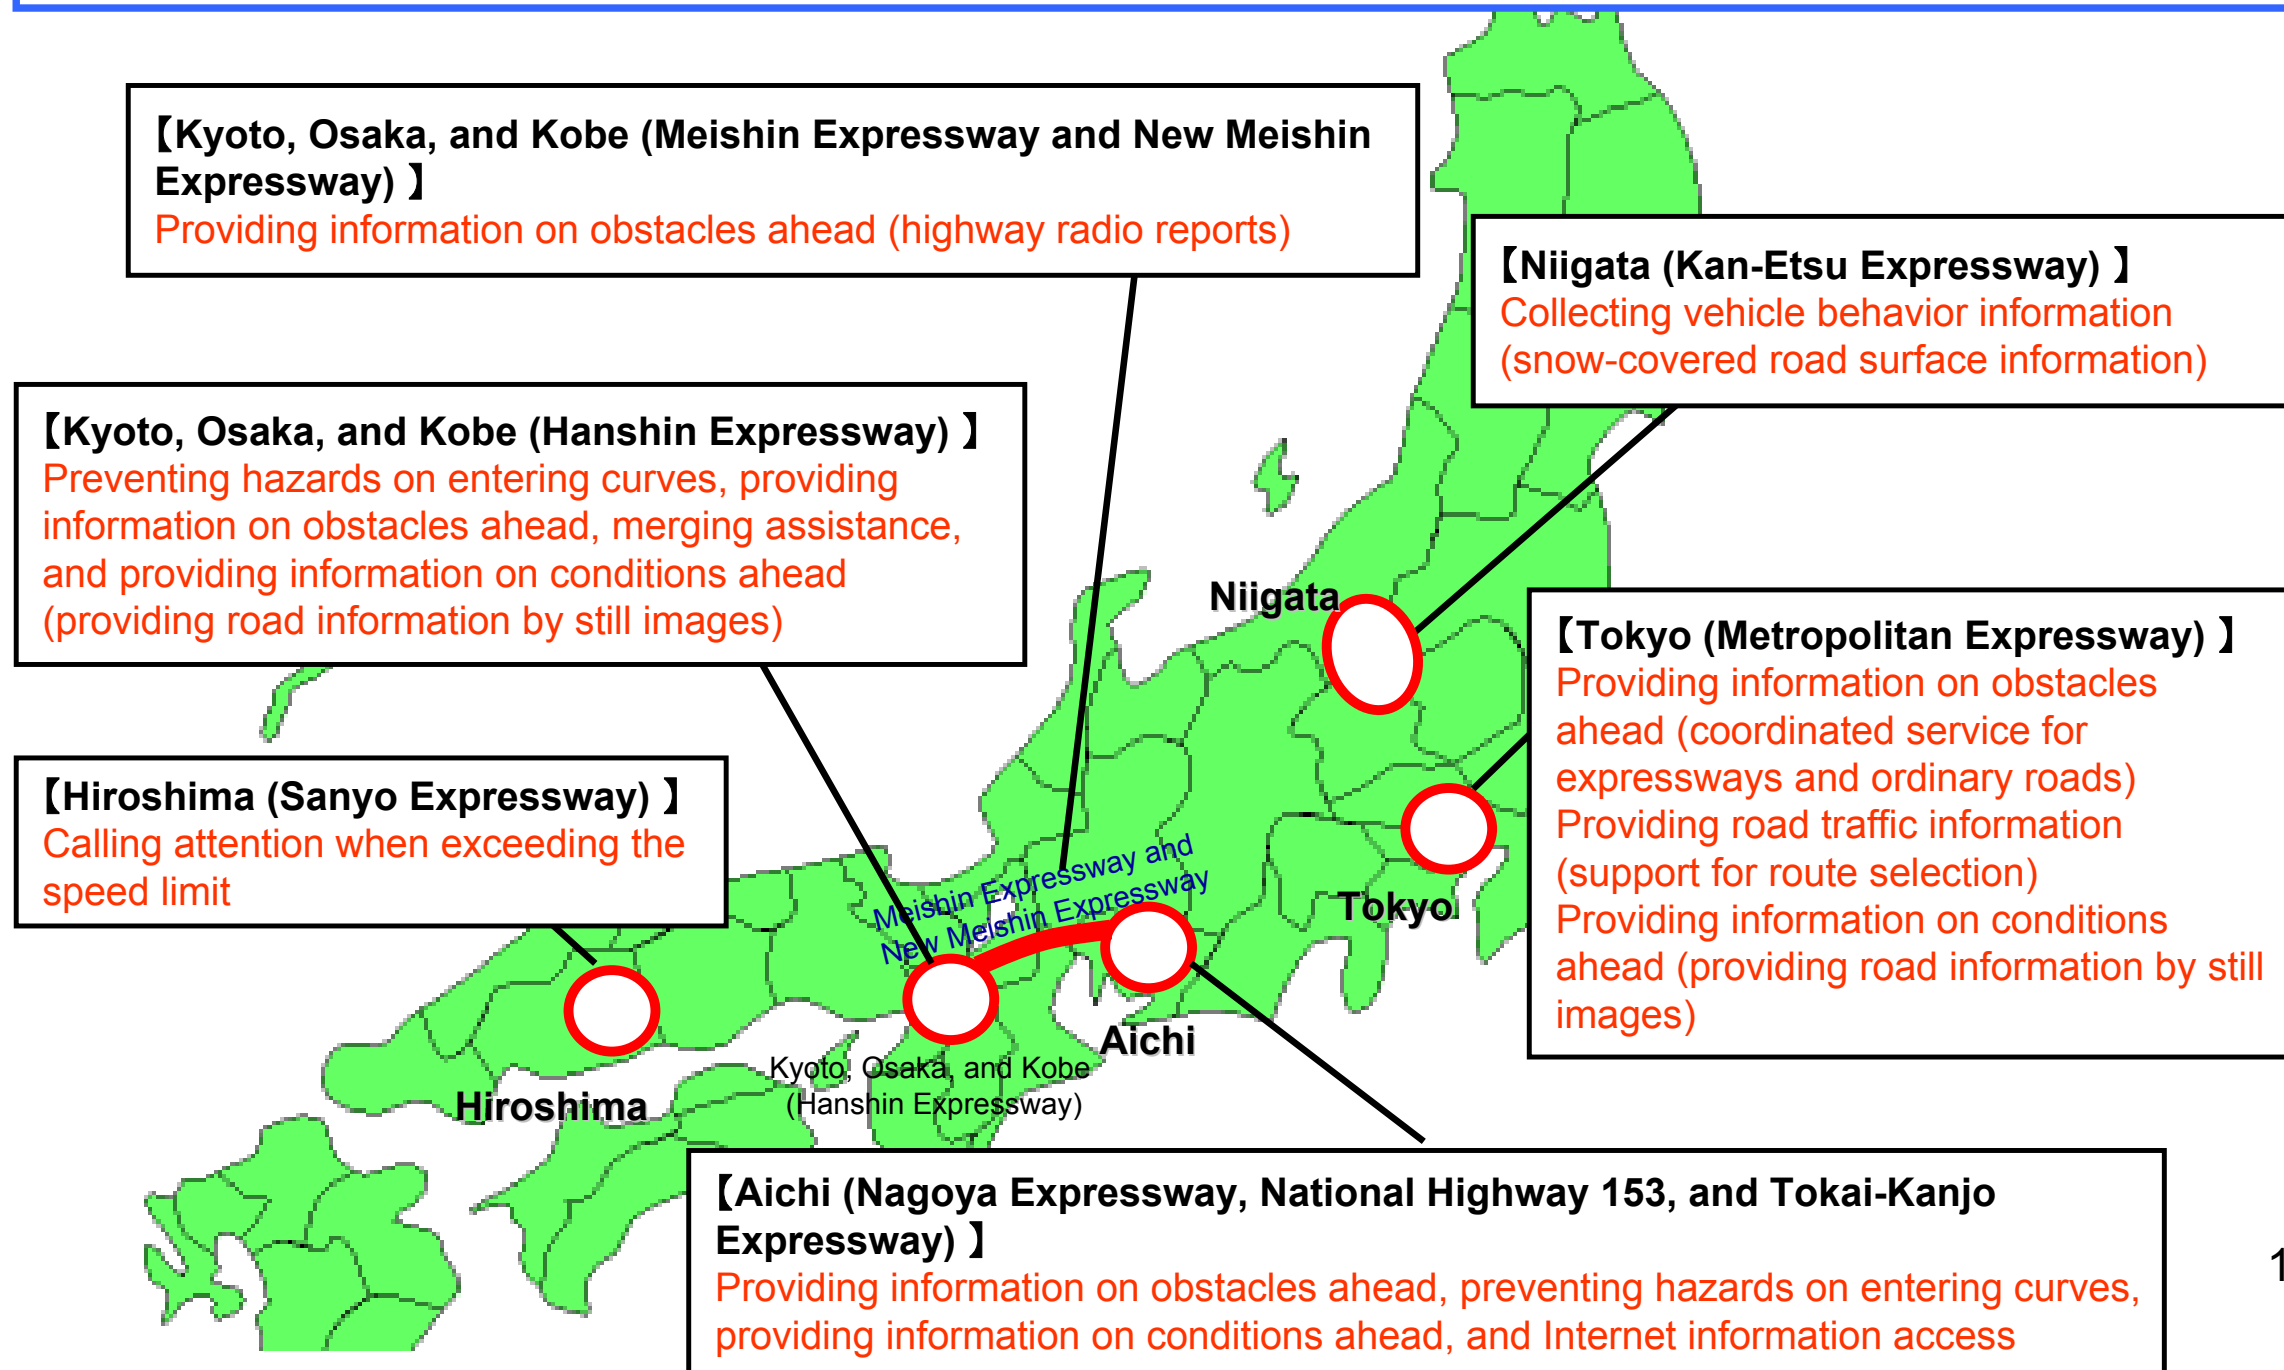 【Kyoto, Osaka, and Kobe (Meishin Expressway and New Meishin
Expressway) 】
Providing information on obstacles ahead (highway radio reports)
【Niigata (Kan-Etsu Expressway) 】
Collecting vehicle behavior information
(snow-covered road surface information)
【Kyoto, Osaka, and Kobe (Hanshin Expressway) 】
Preventing hazards on entering curves, providing
information on obstacles ahead, merging assistance,
and providing information on conditions ahead
(providing road information by still images)
Niigata
【Tokyo (Metropolitan Expressway) 】
Providing information on obstacles
ahead (coordinated service for
expressways and ordinary roads)
Providing road traffic information
(support for route selection)
Providing information on conditions
ahead (providing road information by still
images)
【Hiroshima (Sanyo Expressway) 】
Calling attention when exceeding the
speed limit
Meishin Expressway and
New Meishin Expressway
Tokyo
Aichi
Kyoto, Osaka, and Kobe
(Hanshin Expressway)
Hiroshima
【Aichi (Nagoya Expressway, National Highway 153, and Tokai-Kanjo
Expressway) 】
Providing information on obstacles ahead, preventing hazards on entering curves,
providing information on conditions ahead, and Internet information access
1